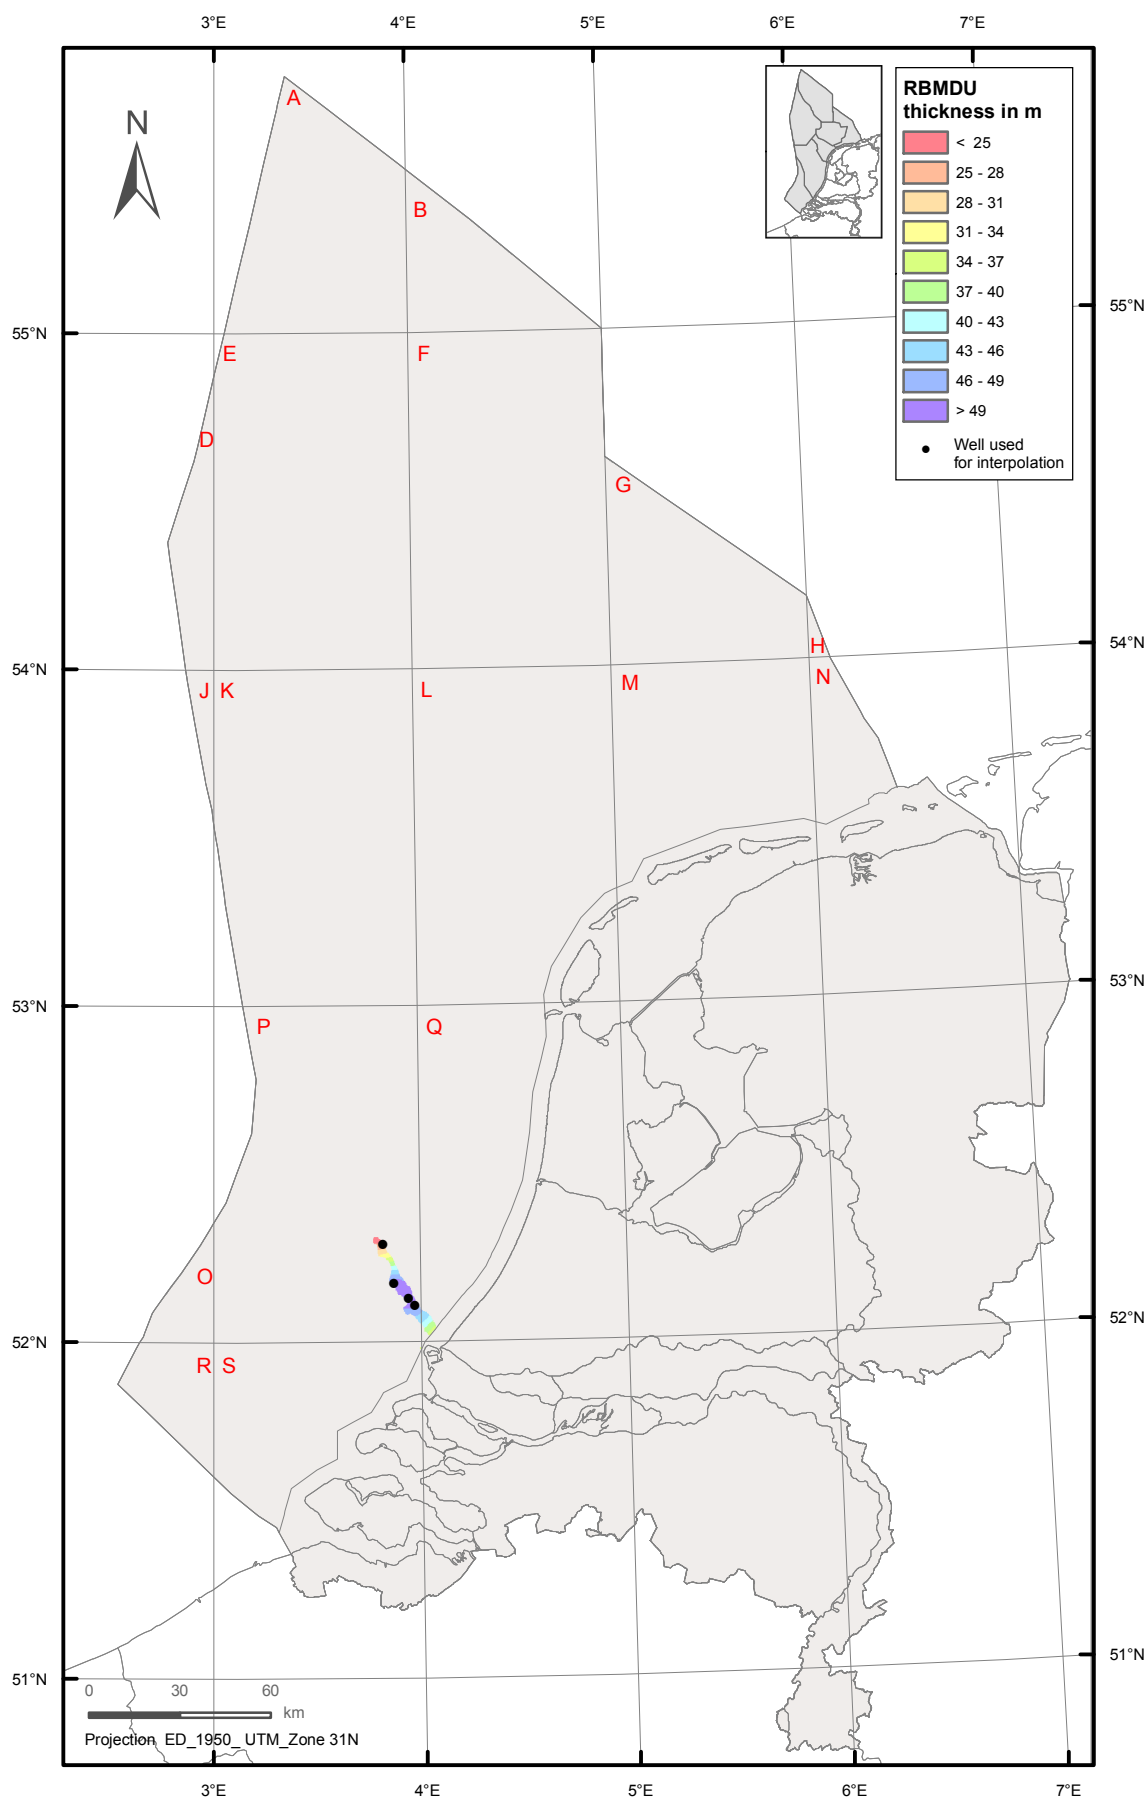 3°E 4°E 5°E 6°E 7°E
A
N
RBMDU
thickness in m
< 25
25 - 28
28 - 31
31 - 34
34 - 37
37 - 40
40 - 43
43 - 46
46 - 49
> 49
Well used
for interpolation
B
55°N 55°N
E F
D
G
H
54°N 54°N
J K L M N
53°N 53°N
P Q
O
52°N 52°N
R S
51°N 51°N
0 30 60
km
Projection ED_1950_ UTM_Zone 31N
3°E 4°E 5°E 6°E 7°E